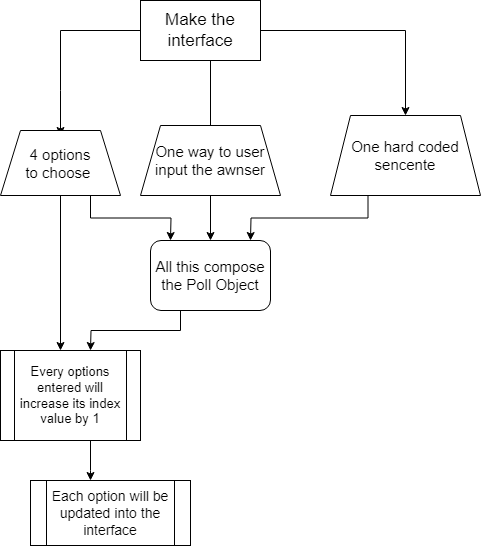 Make the
interface
4 options
to choose
One way to user
input the awnser
One hard coded
sencente
All this compose
the Poll Object
Every options
entered will
increase its index
value by 1
Each option will be
updated into the
interface